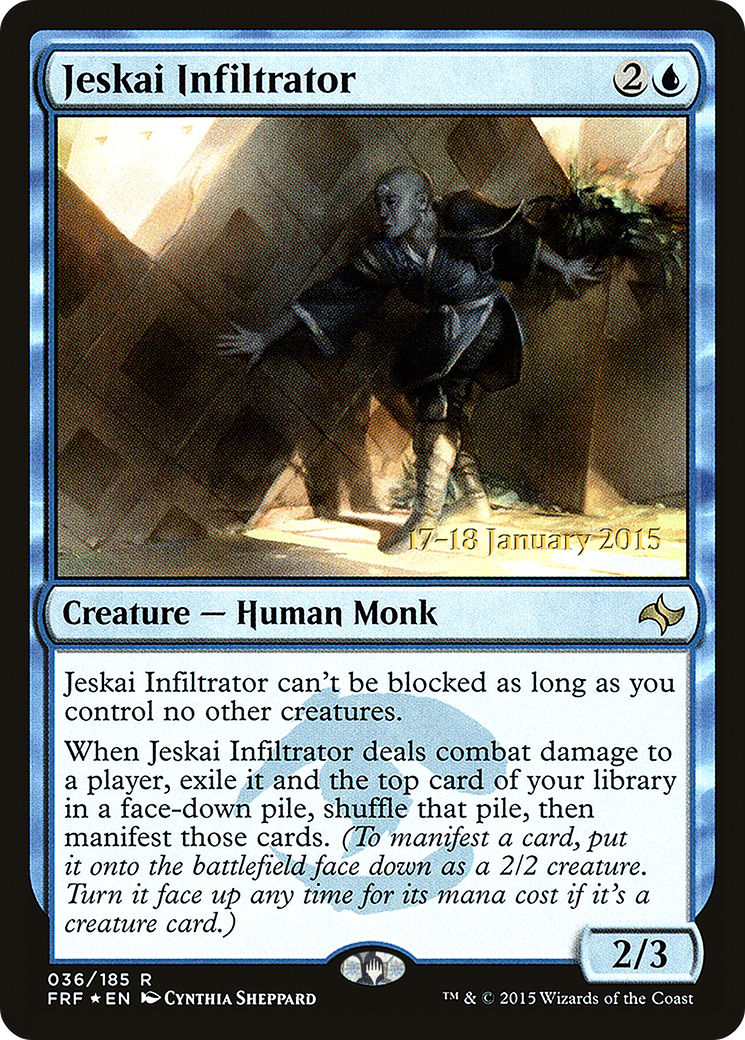 Jeskai Infiltrator 2
17–18 January 2015
Creature — Human Monk
Jeskai Infiltrator can't be blocked as long as you
control no other creatures.
When Jeskai Infiltrator deals combat damage to
a player, exile it and the top card of your library
in a face-down pile, shuffle that pile, then
manifest those cards. (To manifest a card, put
it onto the battlefield face down as a 2/2 creature.
Turn it face up any time for its mana cost if it's a
creature card.)
2/3
036/185 R
FRF ★ EN Cynthia Sheppard
™ & © 2015 Wizards of the Coast